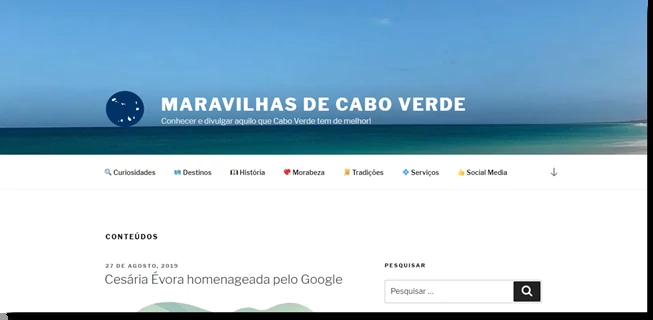 MARAVILHAS DE CABO VERDE
Conhecer e divulgar aquilo que Cabo Verde tem de melhor!
Curiosidades Destinos História Morabeza Tradições Serviços Social Media
CONTEÚDOS
27 DE AGOSTO, 2019
Cesária Évora homenageada pelo Google
PESQUISAR
Pesquisar …